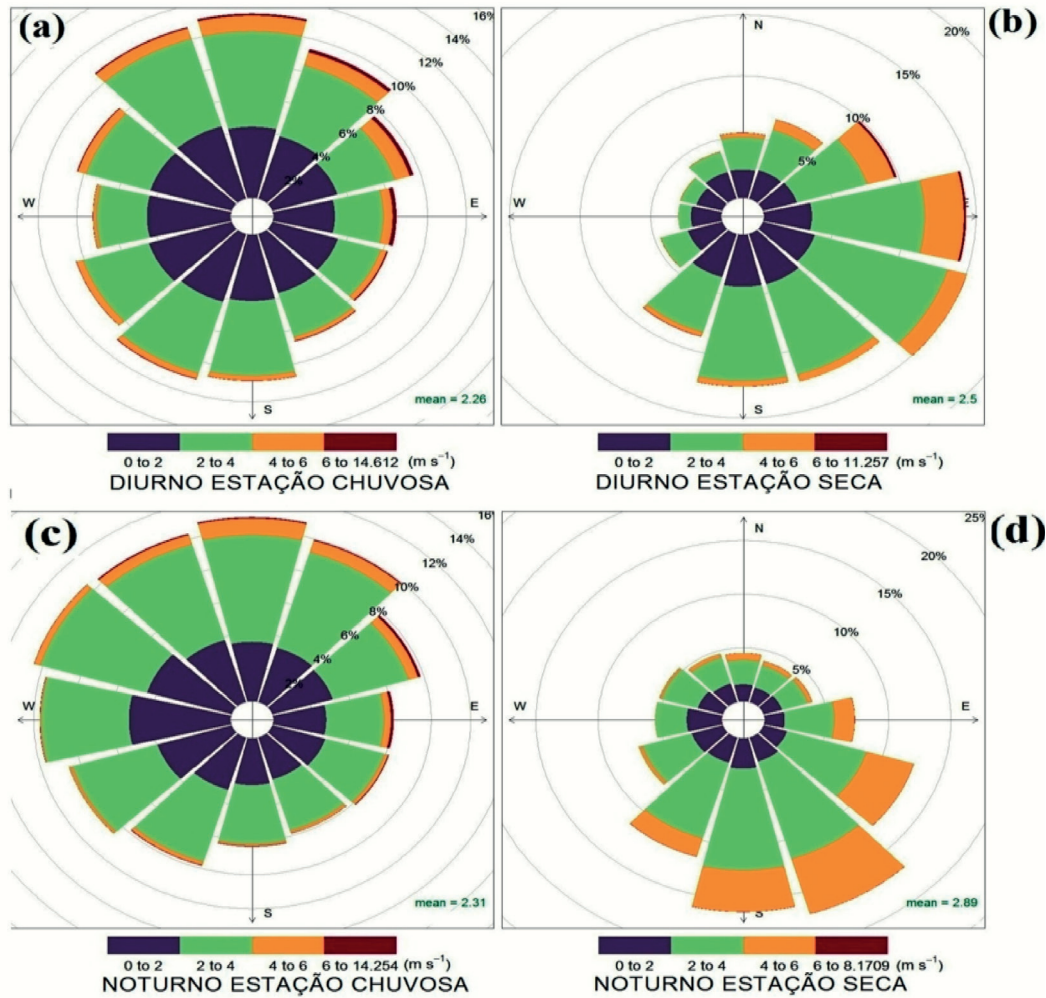 (a)
16%
14%
12%
10%
8%
6%
4%
2%
W
E
S
mean = 2.26
0 to 2 2 to 4 4 to 6 6 to 14.612 (m s⁻¹)
DIURNO ESTAÇÃO CHUVOSA
(b)
N
20%
15%
10%
5%
W
E
S
mean = 2.5
0 to 2 2 to 4 4 to 6 6 to 11.257 (m s⁻¹)
DIURNO ESTAÇÃO SECA
(c)
16%
14%
12%
10%
8%
6%
4%
2%
W
E
S
mean = 2.31
0 to 2 2 to 4 4 to 6 6 to 14.254 (m s⁻¹)
NOTURNO ESTAÇÃO CHUVOSA
(d)
N
25%
20%
15%
10%
5%
W
E
S
mean = 2.89
0 to 2 2 to 4 4 to 6 6 to 8.1709 (m s⁻¹)
NOTURNO ESTAÇÃO SECA